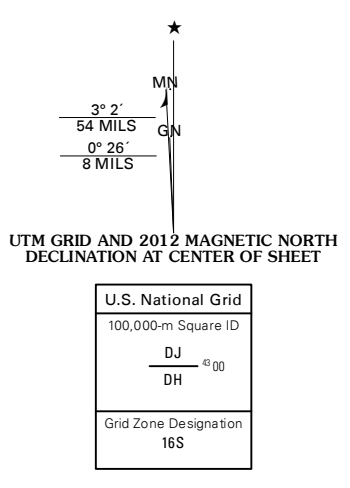 ★
MN
3° 2´
54 MILS
GN
0° 26´
8 MILS
UTM GRID AND 2012 MAGNETIC NORTH
DECLINATION AT CENTER OF SHEET
U.S. National Grid
100,000-m Square ID
DJ
43 00
DH
Grid Zone Designation
16S